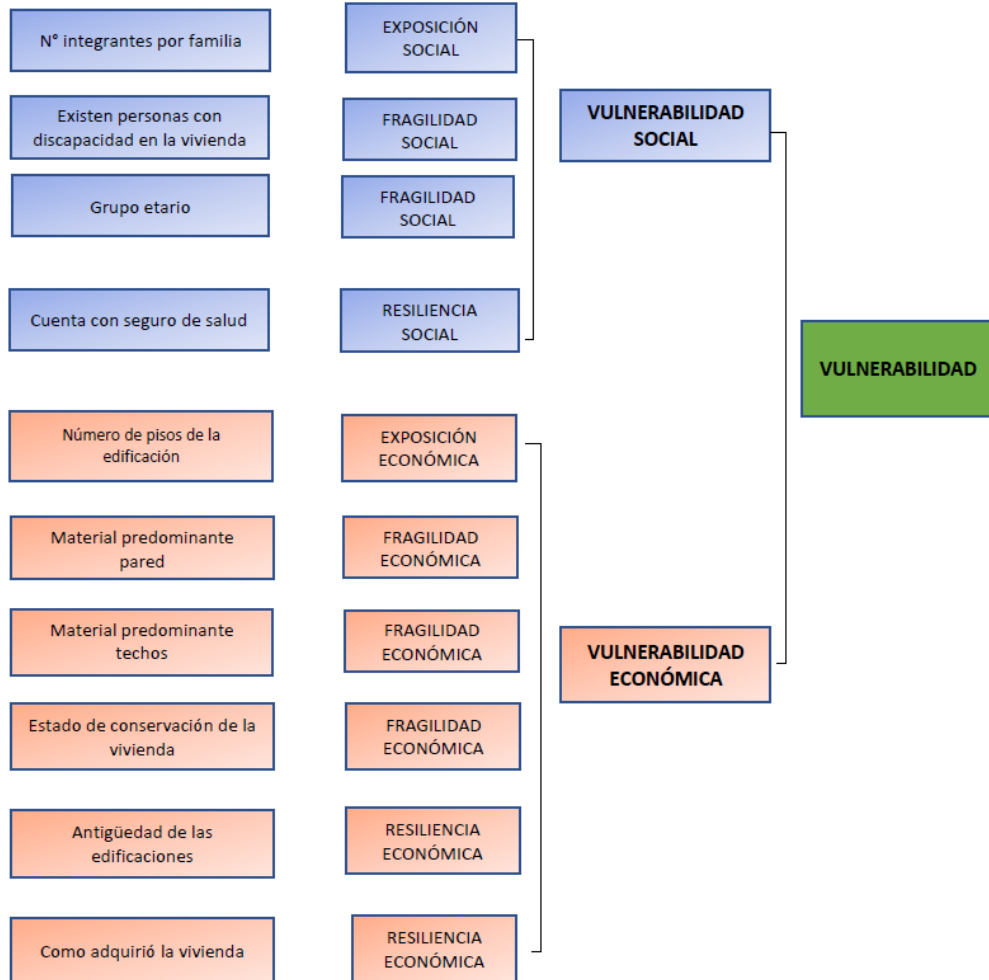 N° integrantes por familia
EXPOSICIÓN
SOCIAL
Existen personas con
discapacidad en la vivienda
FRAGILIDAD
SOCIAL
VULNERABILIDAD
SOCIAL
Grupo etario
FRAGILIDAD
SOCIAL
Cuenta con seguro de salud
RESILIENCIA
SOCIAL
VULNERABILIDAD
Número de pisos de la
edificación
EXPOSICIÓN
ECONÓMICA
Material predominante
pared
FRAGILIDAD
ECONÓMICA
Material predominante
techos
FRAGILIDAD
ECONÓMICA
VULNERABILIDAD
ECONÓMICA
Estado de conservación de la
vivienda
FRAGILIDAD
ECONÓMICA
Antigüedad de las
edificaciones
RESILIENCIA
ECONÓMICA
Como adquirió la vivienda
RESILIENCIA
ECONÓMICA